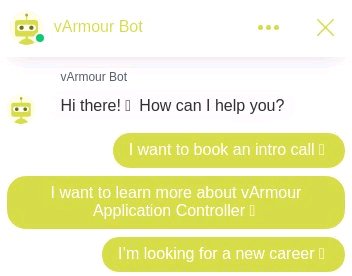 vArmour Bot
vArmour Bot
Hi there! ▯ How can I help you?
I want to book an intro call ▯
I want to learn more about vArmour
Application Controller ▯
I'm looking for a new career ▯